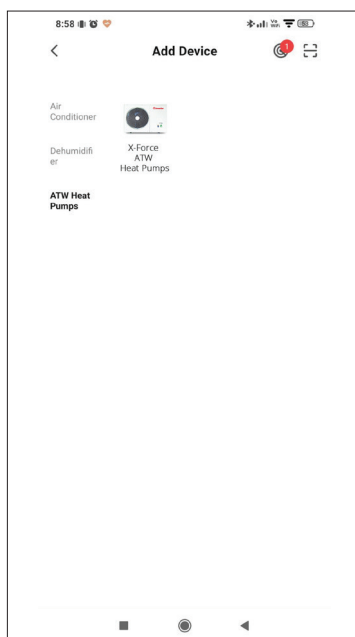 8:58
Add Device
1
Air
Conditioner
Dehumidifi
er
ATW Heat
Pumps
X-Force
ATW
Heat Pumps